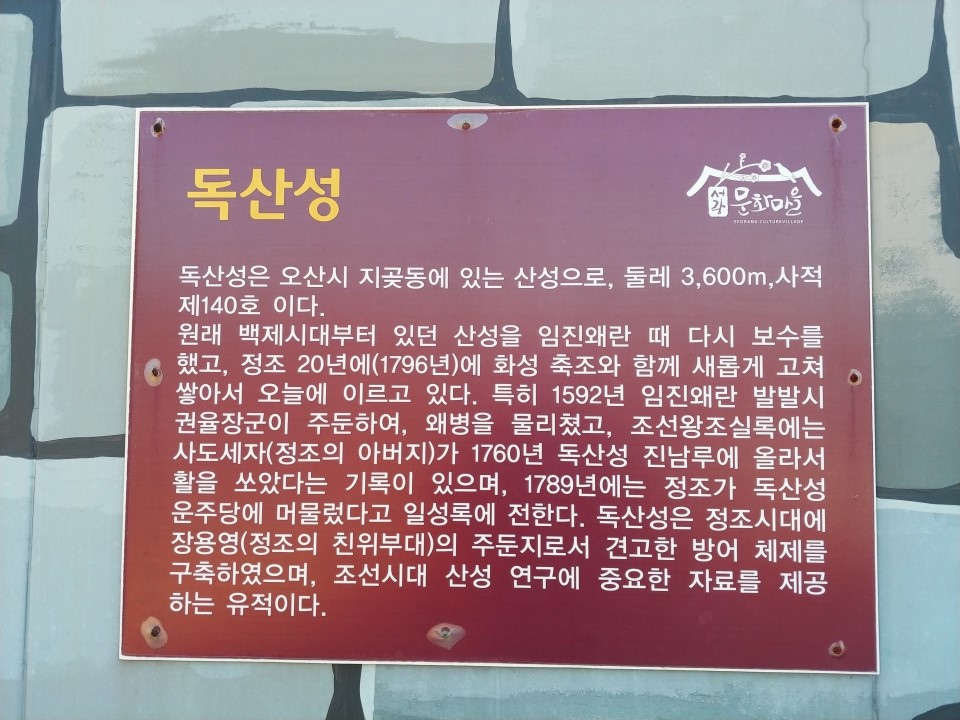 독산성
서랑 문화마을
SEORANG CULTUREVILLAGE
독산성은 오산시 지곶동에 있는 산성으로, 둘레 3,600m,사적
제140호 이다.
원래 백제시대부터 있던 산성을 임진왜란 때 다시 보수를
했고, 정조 20년에(1796년)에 화성 축조와 함께 새롭게 고쳐
쌓아서 오늘에 이르고 있다. 특히 1592년 임진왜란 발발시
권율장군이 주둔하여, 왜병을 물리쳤고, 조선왕조실록에는
사도세자(정조의 아버지)가 1760년 독산성 진남루에 올라서
활을 쏘았다는 기록이 있으며, 1789년에는 정조가 독산성
운주당에 머물렀다고 일성록에 전한다. 독산성은 정조시대에
장용영(정조의 친위부대)의 주둔지로서 견고한 방어 체제를
구축하였으며, 조선시대 산성 연구에 중요한 자료를 제공
하는 유적이다.